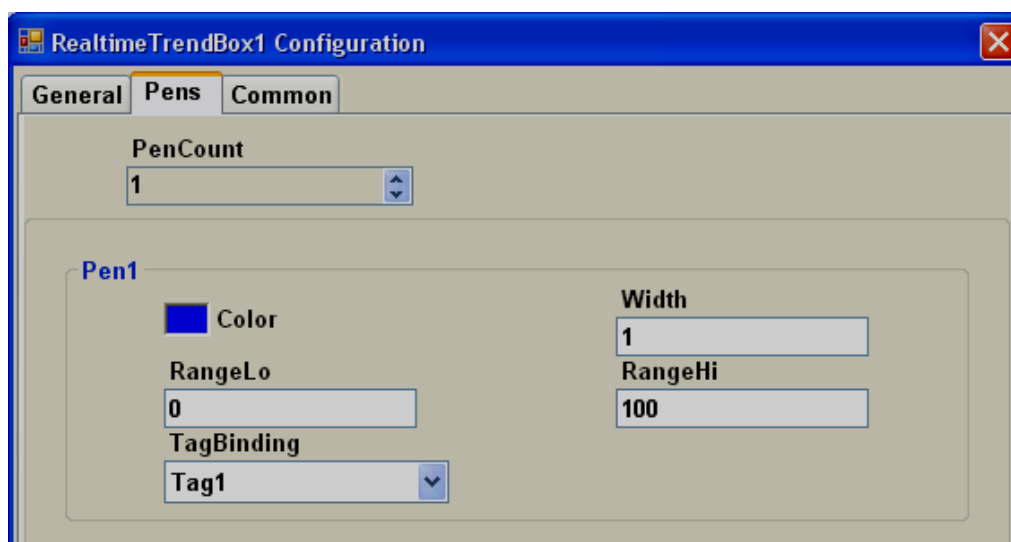 RealtimeTrendBox1 Configuration
General Pens Common
PenCount
1
Pen1
Color
Width
1
RangeLo
RangeHi
0
100
TagBinding
Tag1